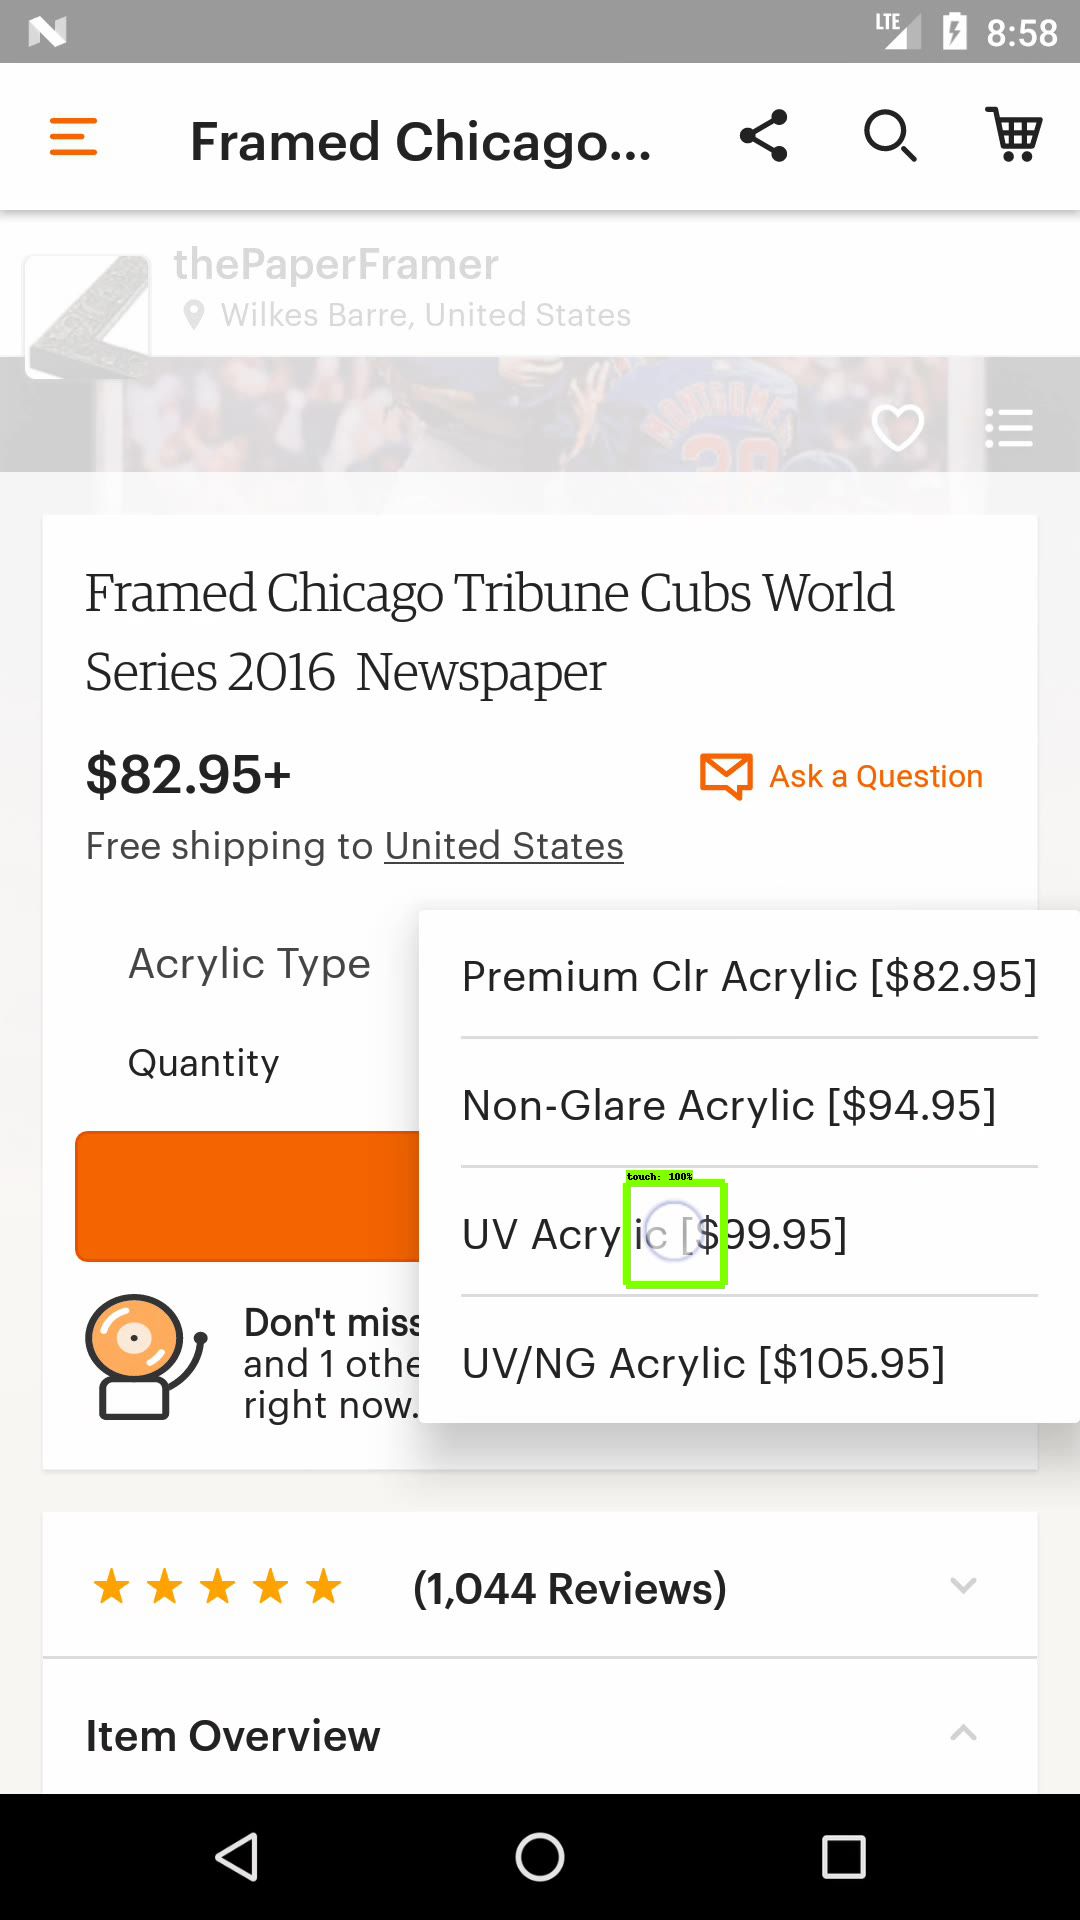 LTE 8:58
Framed Chicago...
thePaperFramer
Wilkes Barre, United States
MONTGOME
38
Framed Chicago Tribune Cubs World
Series 2016 Newspaper
$82.95+
Ask a Question
Free shipping to United States
Acrylic Type
Premium Clr Acrylic [$82.95]
Quantity
Non-Glare Acrylic [$94.95]
touch: 100%
UV Acrylic [$99.95]
Don't miss
and 1 othe
right now.
UV/NG Acrylic [$105.95]
(1,044 Reviews)
Item Overview